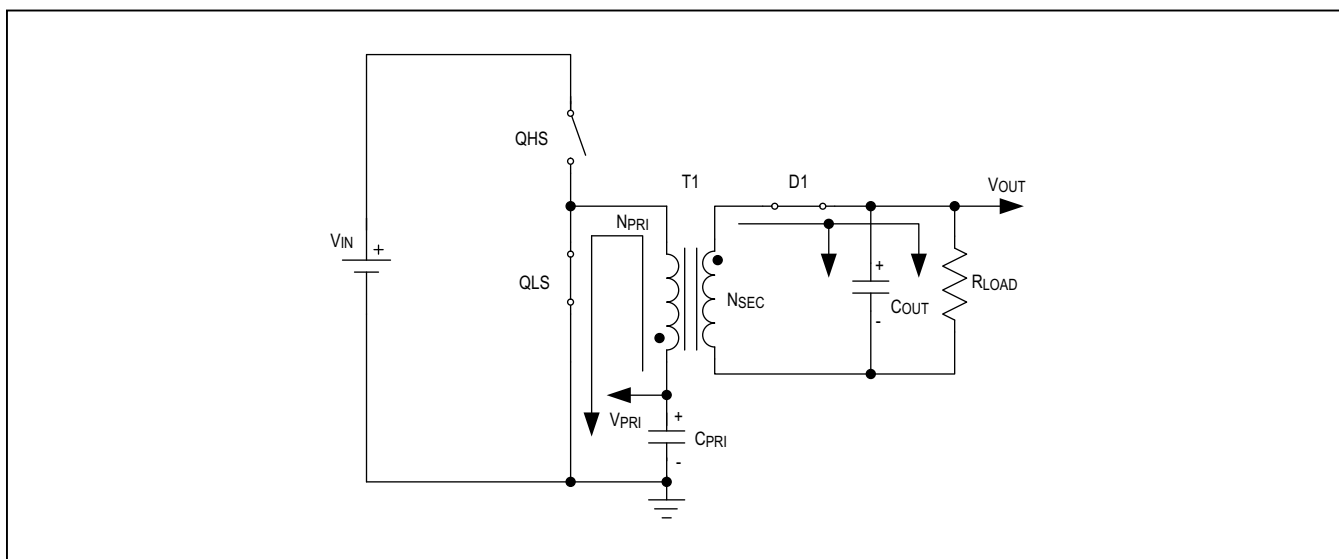 QHS
T1
D1
VOUT
NPRI
VIN
+
QLS
NSEC
+
COUT
-
RLOAD
VPRI
+
CPRI
-